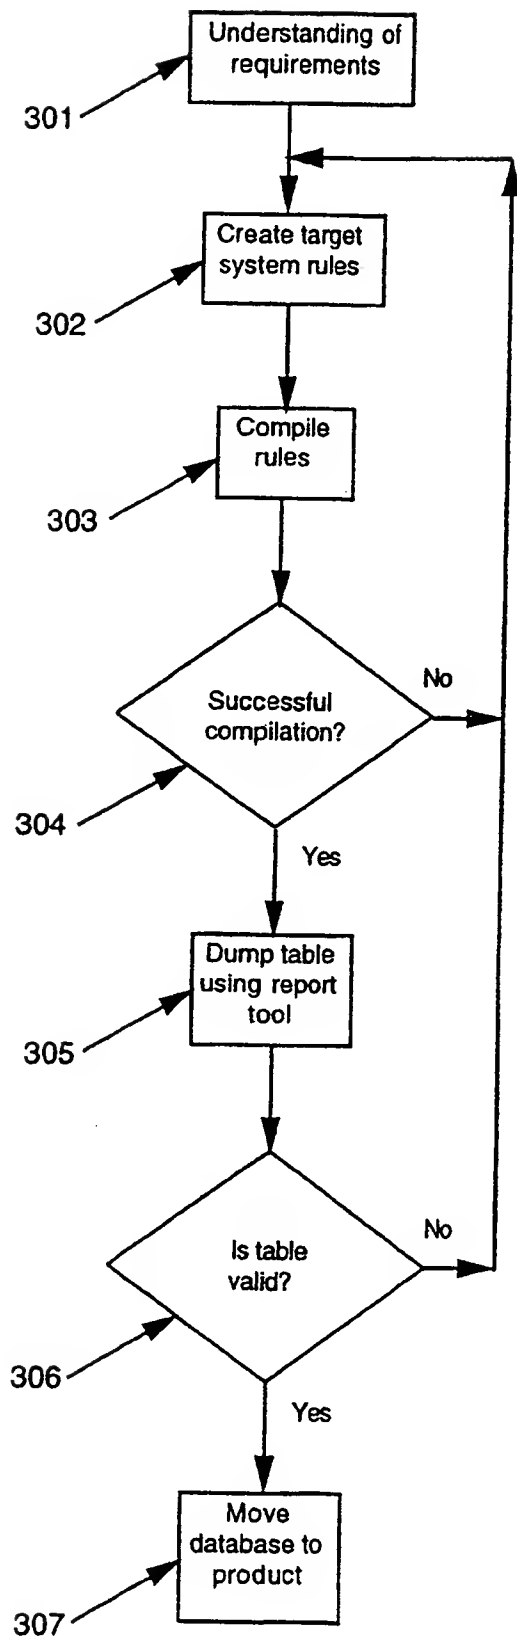 Understanding of
requirements
301
Create target
system rules
302
Compile
rules
303
No
Successful
compilation?
304
Yes
Dump table
using report
tool
305
No
Is table
valid?
306
Yes
Move
database to
product
307